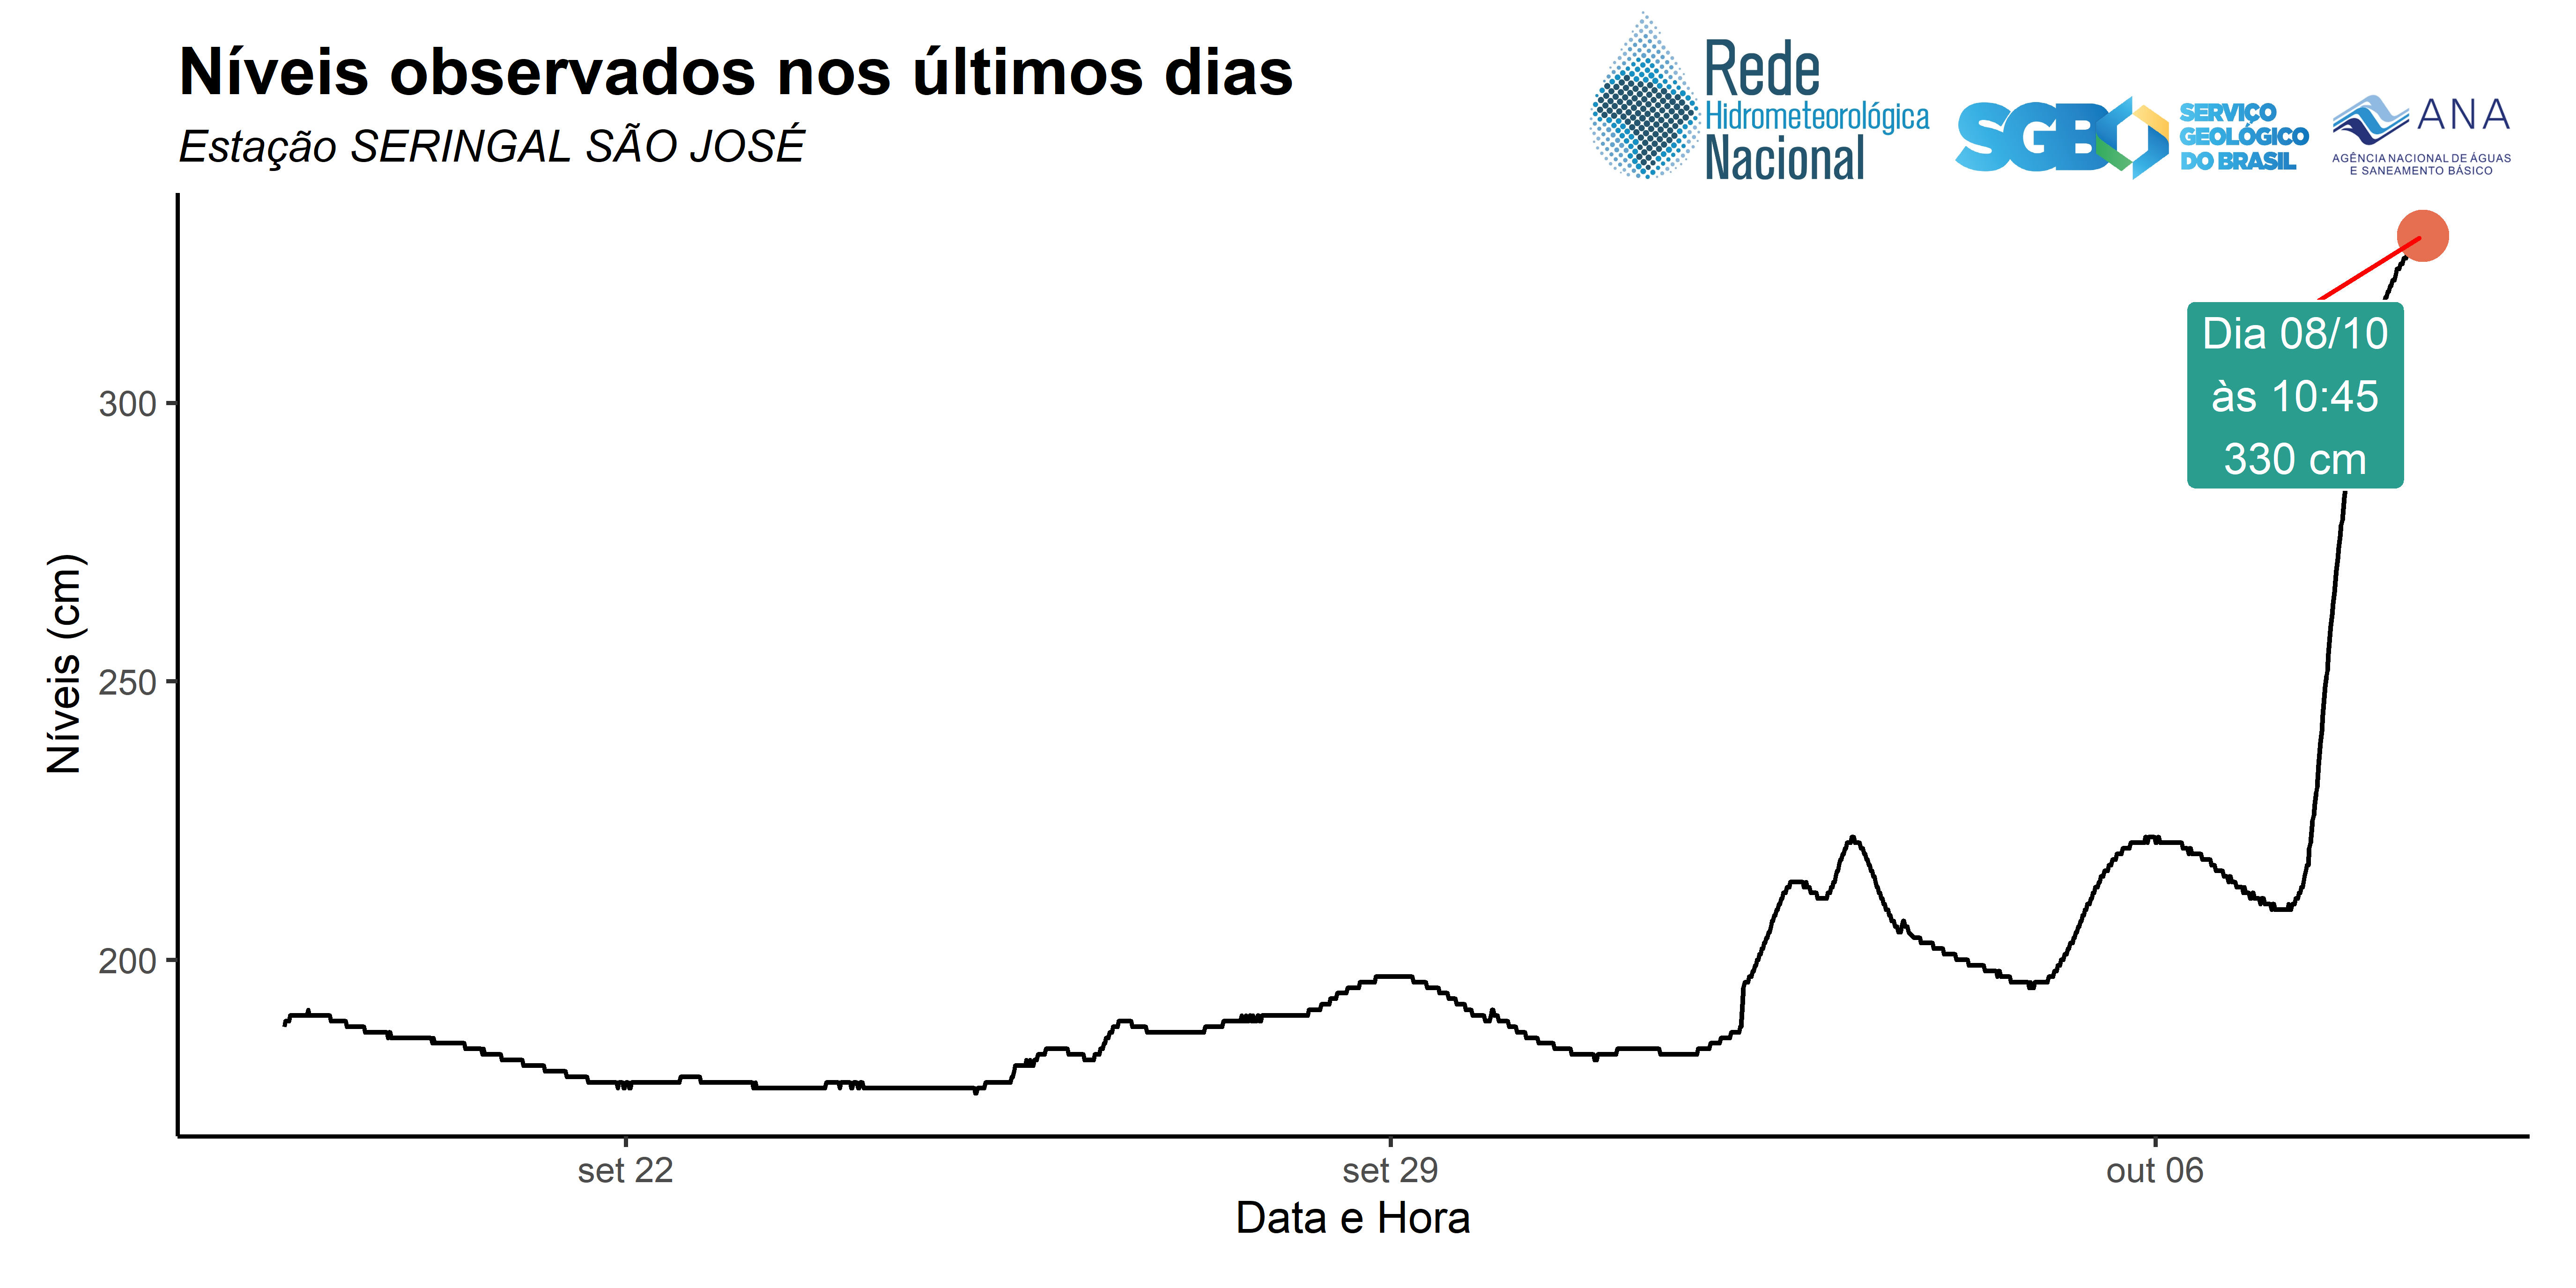 Níveis observados nos últimos dias
Estação SERINGAL SÃO JOSÉ
Rede
Hidrometeorológica
Nacional
SGB
SERVIÇO
GEOLÓGICO
DO BRASIL
ANA
AGÊNCIA NACIONAL DE ÁGUAS
E SANEAMENTO BÁSICO
Dia 08/10
às 10:45
330 cm
300
250
200
Níveis (cm)
set 22
set 29
out 06
Data e Hora